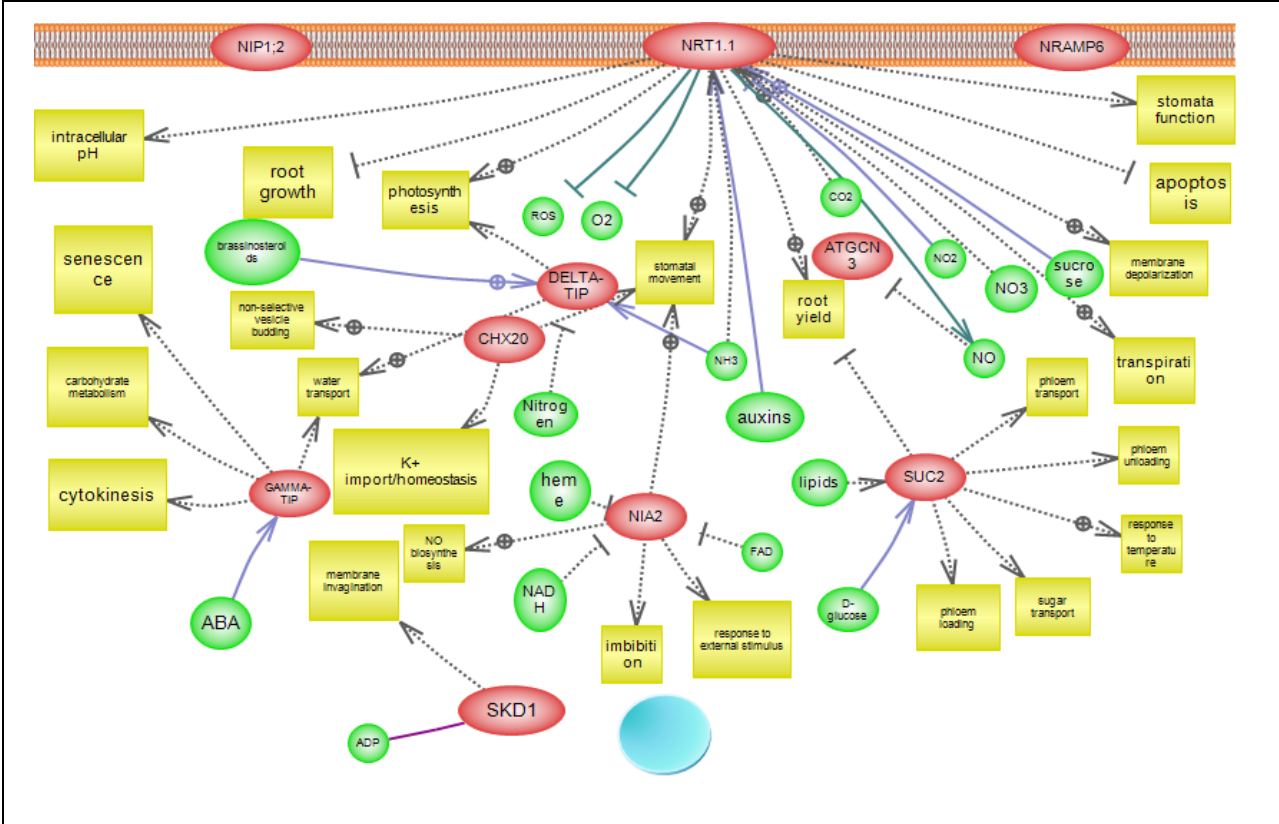 NIP1;2
NRT1.1
NRAMP6
intracellular
pH
root
growth
photosynth
esis
ROS
O2
CO2
stomata
function
apoptos
is
brassinosteroi
ds
senescen
ce
DELTA-
TIP
stomatal
movement
ATGCN
3
NO2
sucro
se
membrane
depolarization
NO3
root
yield
non-selective
vesicle
budding
CHX20
NH3
NO
transpirati
on
carbohydrate
metabolism
water
transport
Nitrog
en
auxins
phloem
transport
K+
import/homeostasis
phloem
unloading
cytokinesis
GAMMA-
TIP
hem
e
lipids
SUC2
NIA2
NO
biosynthe
sis
FAD
response
to
temperatu
re
membrane
invagination
NAD
H
ABA
D-
glucose
phloem
loading
sugar
transport
imbibiti
on
response to
external stimulus
SKD1
ADP